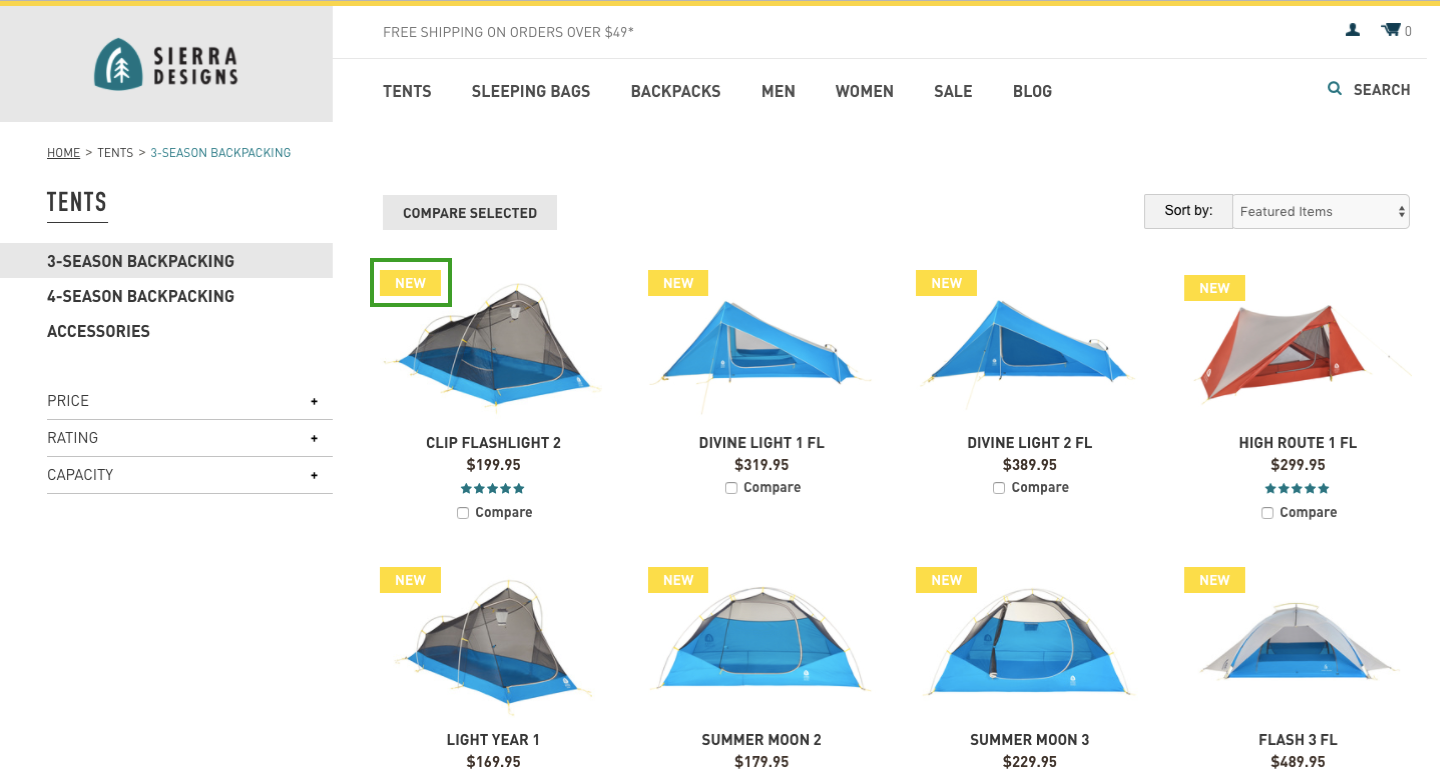 FREE SHIPPING ON ORDERS OVER $49*
0
SIERRA
DESIGNS
TENTS SLEEPING BAGS BACKPACKS MEN WOMEN SALE BLOG SEARCH
HOME > TENTS > 3-SEASON BACKPACKING
TENTS
3-SEASON BACKPACKING
4-SEASON BACKPACKING
ACCESSORIES
PRICE +
RATING +
CAPACITY +
COMPARE SELECTED
Sort by: Featured Items
NEW NEW NEW NEW
CLIP FLASHLIGHT 2 DIVINE LIGHT 1 FL DIVINE LIGHT 2 FL HIGH ROUTE 1 FL
$199.95 $319.95 $389.95 $299.95
Compare Compare Compare Compare
NEW NEW NEW NEW
LIGHT YEAR 1 SUMMER MOON 2 SUMMER MOON 3 FLASH 3 FL
$169.95 $179.95 $229.95 $489.95